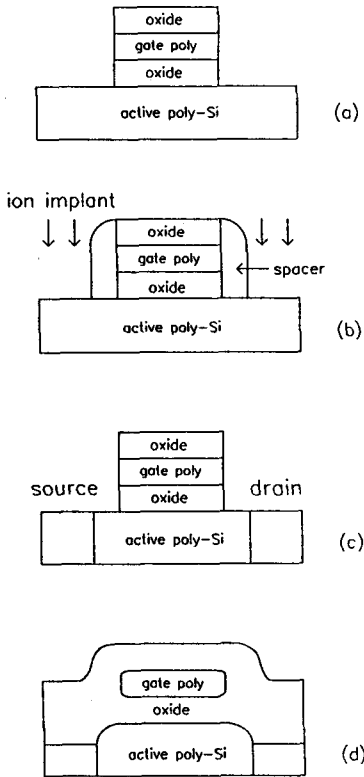 oxide
gate poly
oxide
active poly-Si
(a)
ion implant
oxide
gate poly
spacer
oxide
active poly-Si
(b)
oxide
gate poly
source
oxide
drain
active poly-Si
(c)
gate poly
oxide
active poly-Si
(d)